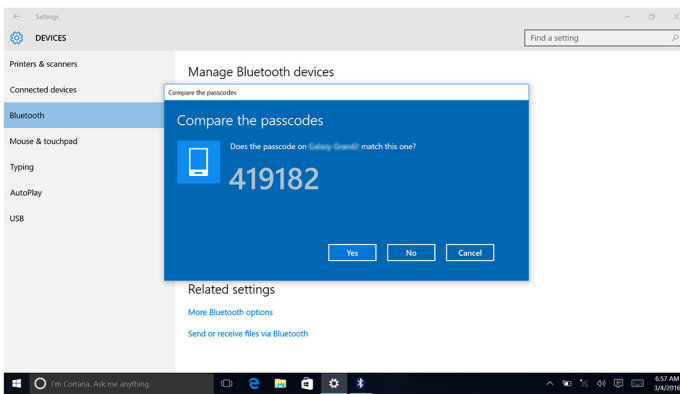 Settings
DEVICES
Find a setting
Printers & scanners
Connected devices
Bluetooth
Mouse & touchpad
Typing
AutoPlay
USB
Manage Bluetooth devices
Compare the passcodes
Compare the passcodes
Does the passcode on match this one?
419182
Yes No Cancel
Related settings
More Bluetooth options
Send or receive files via Bluetooth
I'm Cortana. Ask me anything.
6:57 AM
3/4/2016